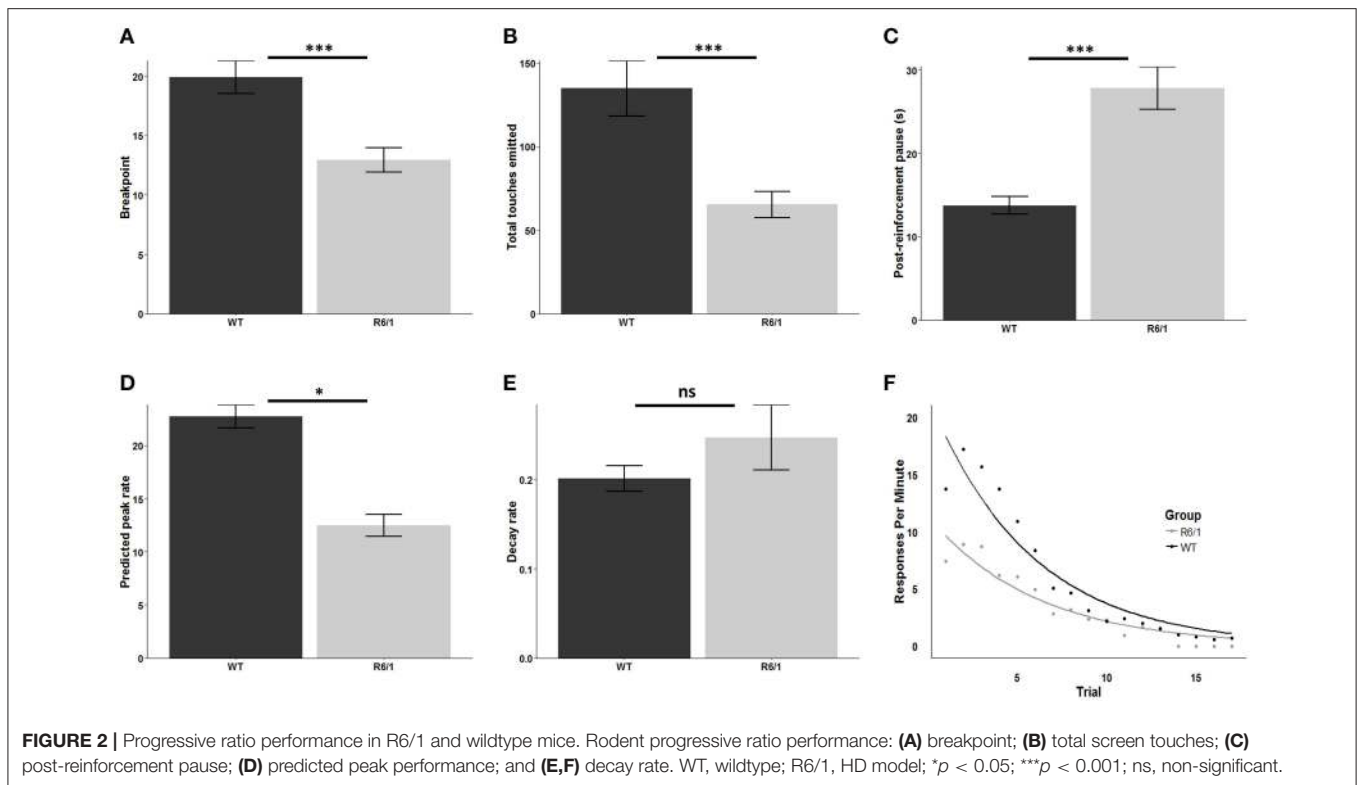 A
***
Breakpoint
20
15
10
5
0
WT
R6/1
B
***
Total touches emitted
150
100
50
0
WT
R6/1
C
***
Post-reinforcement pause (s)
30
20
10
0
WT
R6/1
D
*
Predicted peak rate
20
15
10
5
0
WT
R6/1
E
ns
Decay rate
0.2
0.1
0.0
WT
R6/1
F
Responses Per Minute
20
15
10
5
0
Group
R6/1
WT
5
10
15
Trial
FIGURE 2 | Progressive ratio performance in R6/1 and wildtype mice. Rodent progressive ratio performance: (A) breakpoint; (B) total screen touches; (C)
post-reinforcement pause; (D) predicted peak performance; and (E,F) decay rate. WT, wildtype; R6/1, HD model; *p < 0.05; ***p < 0.001; ns, non-significant.